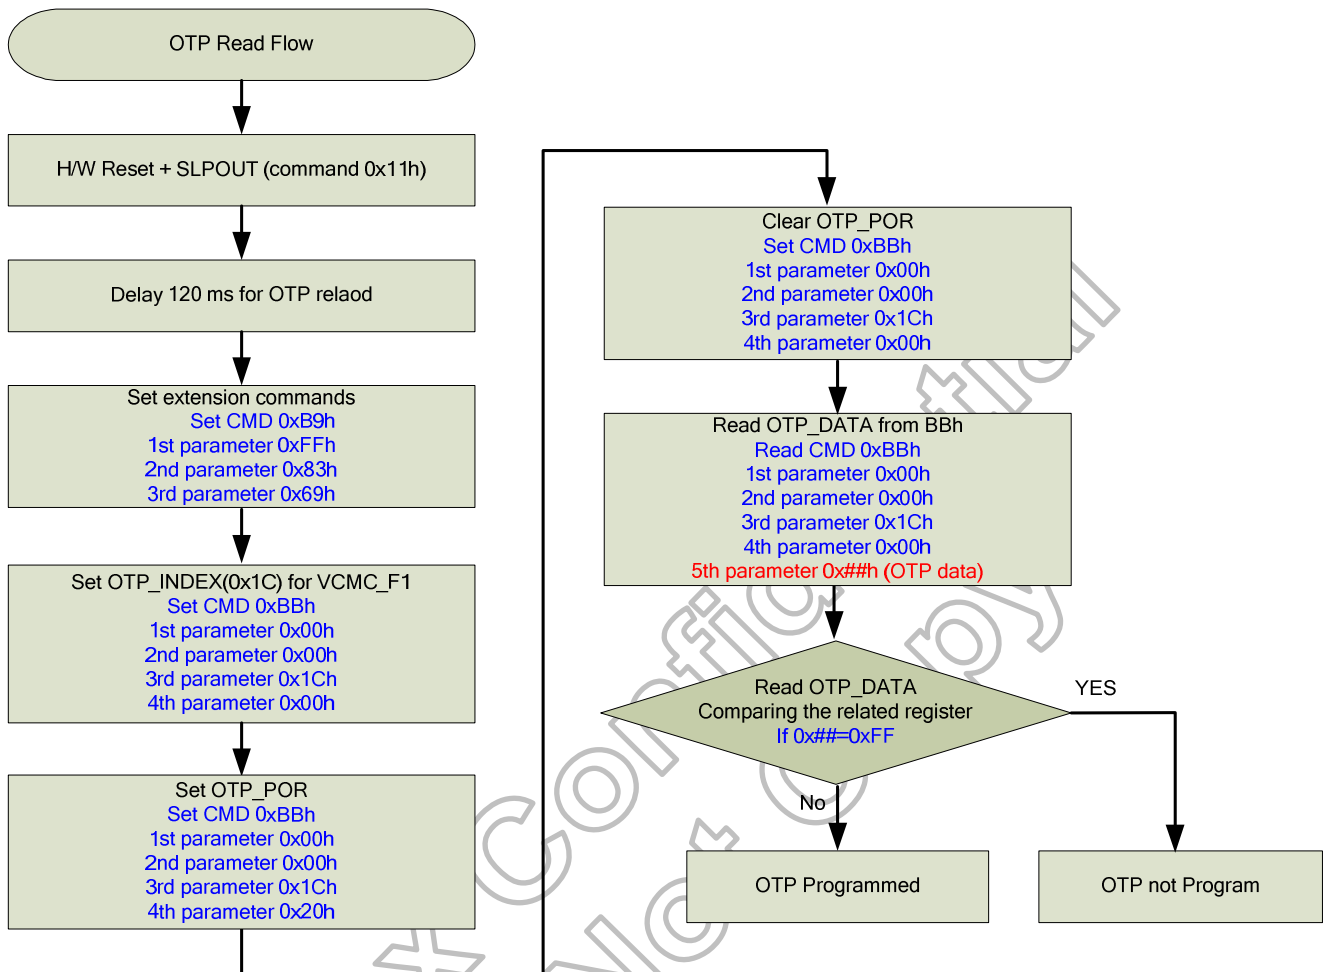 OTP Read Flow
H/W Reset + SLPOUT (command 0x11h)
Delay 120 ms for OTP relaod
Set extension commands
Set CMD 0xB9h
1st parameter 0xFFh
2nd parameter 0x83h
3rd parameter 0x69h
Set OTP_INDEX(0x1C) for VCMC_F1
Set CMD 0xBBh
1st parameter 0x00h
2nd parameter 0x00h
3rd parameter 0x1Ch
4th parameter 0x00h
Set OTP_POR
Set CMD 0xBBh
1st parameter 0x00h
2nd parameter 0x00h
3rd parameter 0x1Ch
4th parameter 0x20h
Clear OTP_POR
Set CMD 0xBBh
1st parameter 0x00h
2nd parameter 0x00h
3rd parameter 0x1Ch
4th parameter 0x00h
Read OTP_DATA from BBh
Read CMD 0xBBh
1st parameter 0x00h
2nd parameter 0x00h
3rd parameter 0x1Ch
4th parameter 0x00h
5th parameter 0x##h (OTP data)
Read OTP_DATA
Comparing the related register
If 0x##=0xFF
YES
No
OTP Programmed
OTP not Program